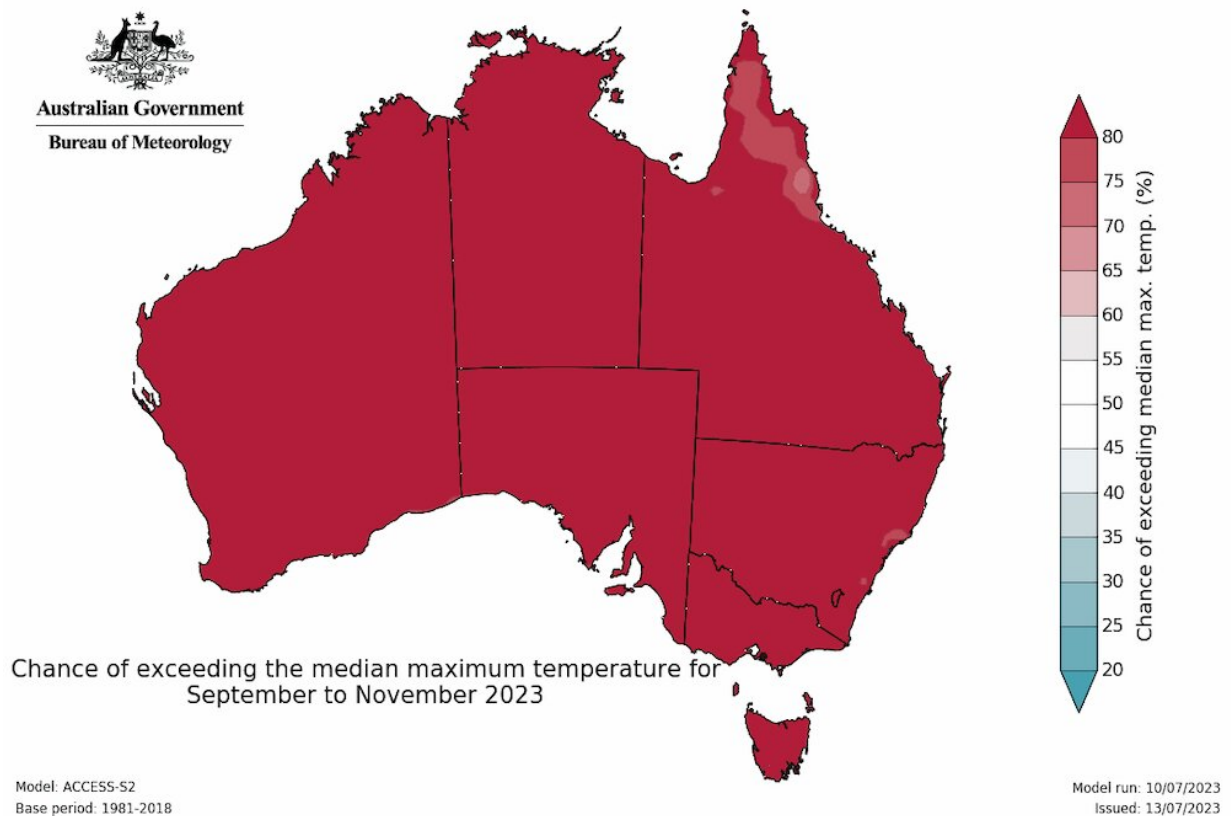 Australian Government
Bureau of Meteorology
80
75
70
65
60
55
50
45
40
35
30
25
20
Chance of exceeding median max. temp. (%)
Chance of exceeding the median maximum temperature for
September to November 2023
Model: ACCESS-S2
Base period: 1981-2018
Model run: 10/07/2023
Issued: 13/07/2023